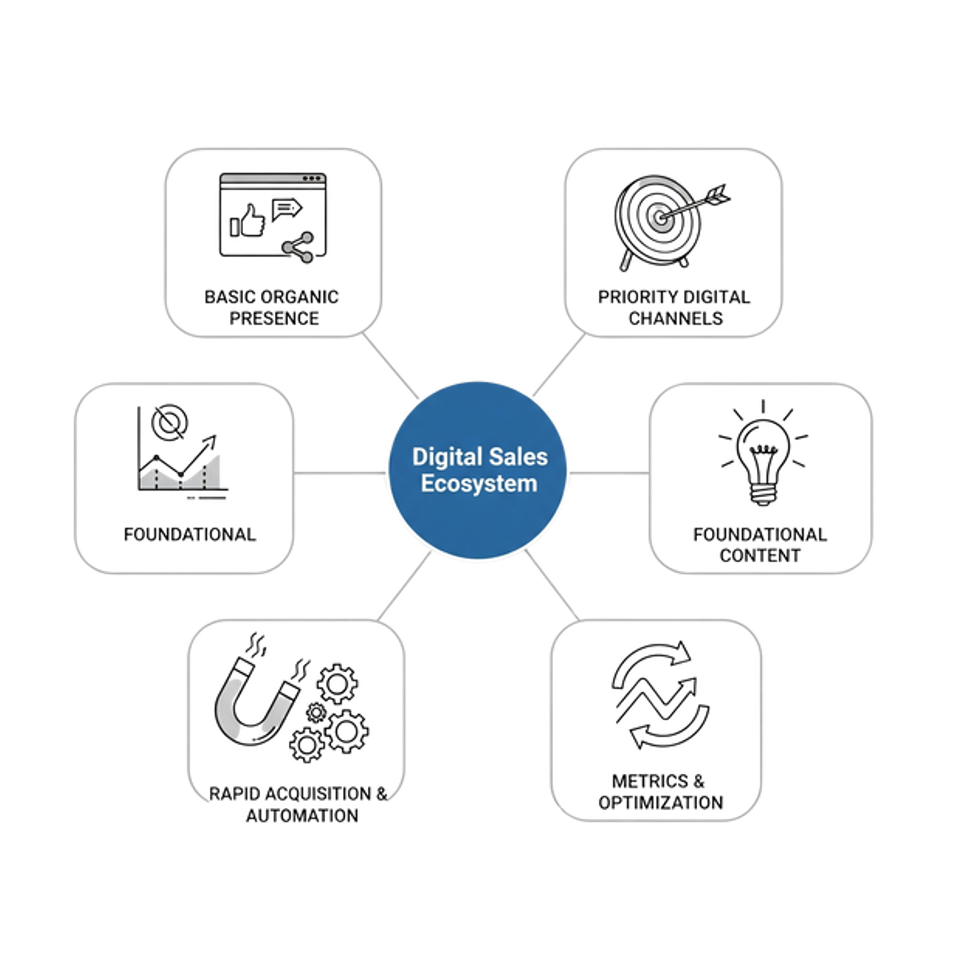 BASIC ORGANIC
PRESENCE
PRIORITY DIGITAL
CHANNELS
FOUNDATIONAL
Digital Sales
Ecosystem
FOUNDATIONAL
CONTENT
RAPID ACQUISITION &
AUTOMATION
METRICS &
OPTIMIZATION